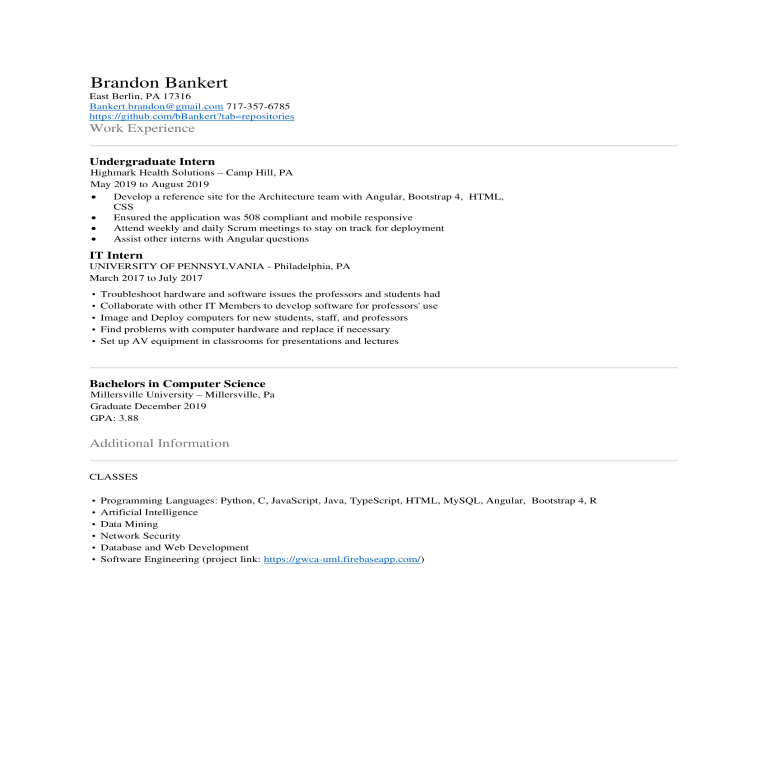 Brandon Bankert
East Berlin, PA 17316
Bankert.brandon@gmail.com 717-357-6785
https://github.com/bBankert?tab=repositories
Work Experience
Undergraduate Intern
Highmark Health Solutions – Camp Hill, PA
May 2019 to August 2019
• Develop a reference site for the Architecture team with Angular, Bootstrap 4, HTML,
CSS
• Ensured the application was 508 compliant and mobile responsive
• Attend weekly and daily Scrum meetings to stay on track for deployment
• Assist other interns with Angular questions
IT Intern
UNIVERSITY OF PENNSYLVANIA - Philadelphia, PA
March 2017 to July 2017
• Troubleshoot hardware and software issues the professors and students had
• Collaborate with other IT Members to develop software for professors' use
• Image and Deploy computers for new students, staff, and professors
• Find problems with computer hardware and replace if necessary
• Set up AV equipment in classrooms for presentations and lectures
Bachelors in Computer Science
Millersville University – Millersville, Pa
Graduate December 2019
GPA: 3.88
Additional Information
CLASSES
• Programming Languages: Python, C, JavaScript, Java, TypeScript, HTML, MySQL, Angular, Bootstrap 4, R
• Artificial Intelligence
• Data Mining
• Network Security
• Database and Web Development
• Software Engineering (project link: https://gwca-uml.firebaseapp.com/)